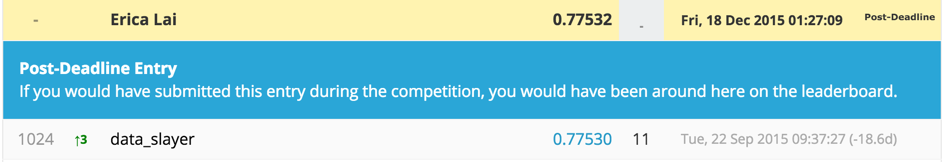 - Erica Lai 0.77532 - Fri, 18 Dec 2015 01:27:09 Post-Deadline
Post-Deadline Entry
If you would have submitted this entry during the competition, you would have been around here on the leaderboard.
1024 ↑3 data_slayer 0.77530 11 Tue, 22 Sep 2015 09:37:27 (-18.6d)